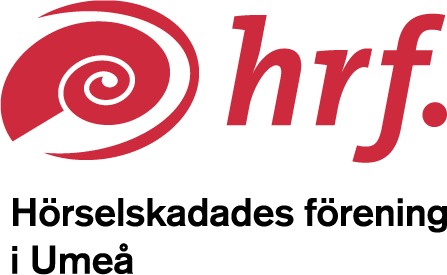 hrf.
Hörselskadades förening
i Umeå